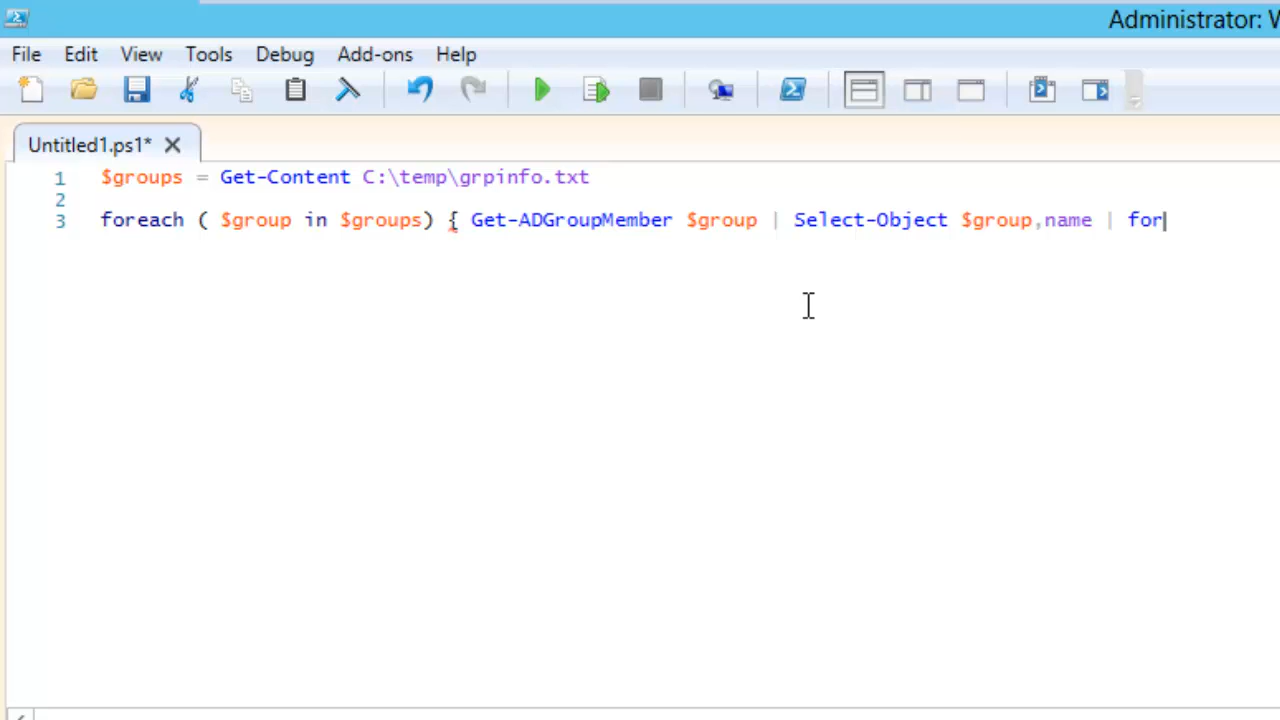 Administrator: W
File Edit View Tools Debug Add-ons Help
Untitled1.ps1*
1 $groups = Get-Content C:\temp\grpinfo.txt
2
3 foreach ( $group in $groups) { Get-ADGroupMember $group | Select-Object $group,name | for